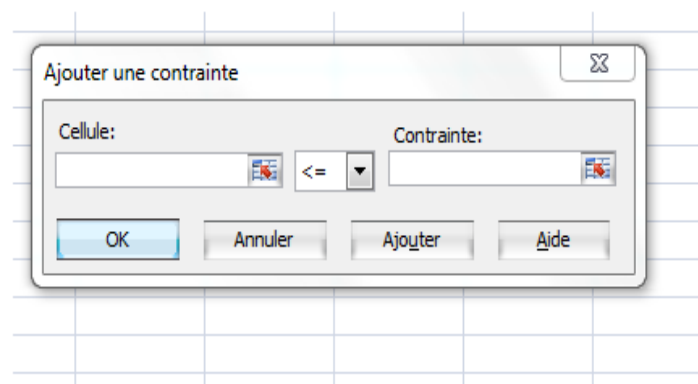 Ajouter une contrainte
Cellule:
Contrainte:
<=
OK
Annuler
Ajouter
Aide